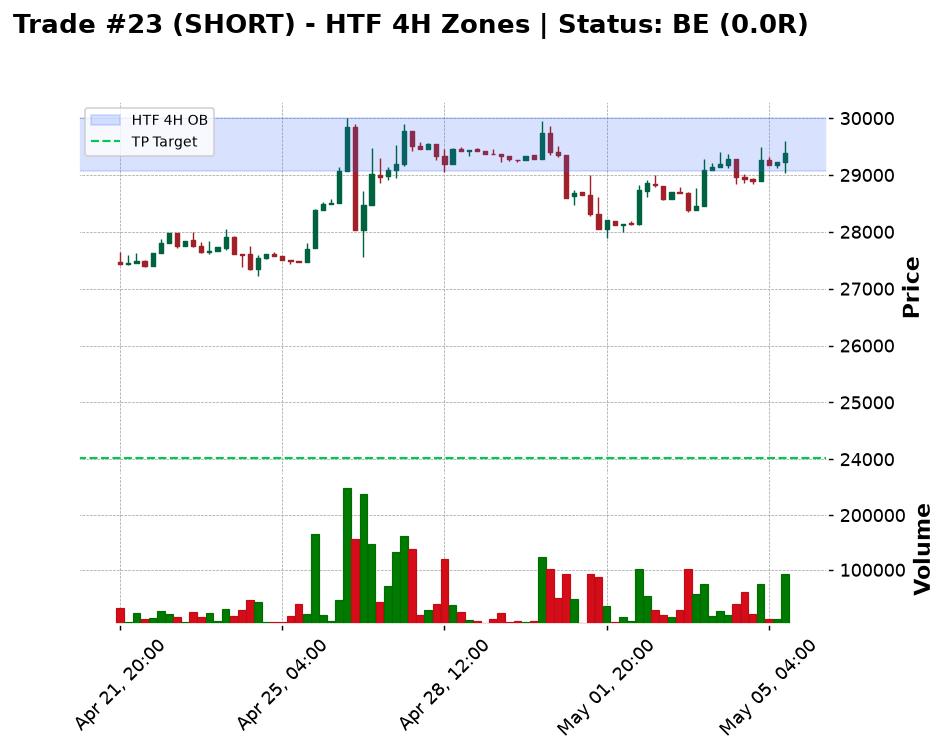 Trade #23 (SHORT) - HTF 4H Zones | Status: BE (0.0R)
HTF 4H OB
TP Target
30000
29000
28000
27000
26000
25000
24000
Price
200000
100000
Volume
Apr 21, 20:00
Apr 25, 04:00
Apr 28, 12:00
May 01, 20:00
May 05, 04:00